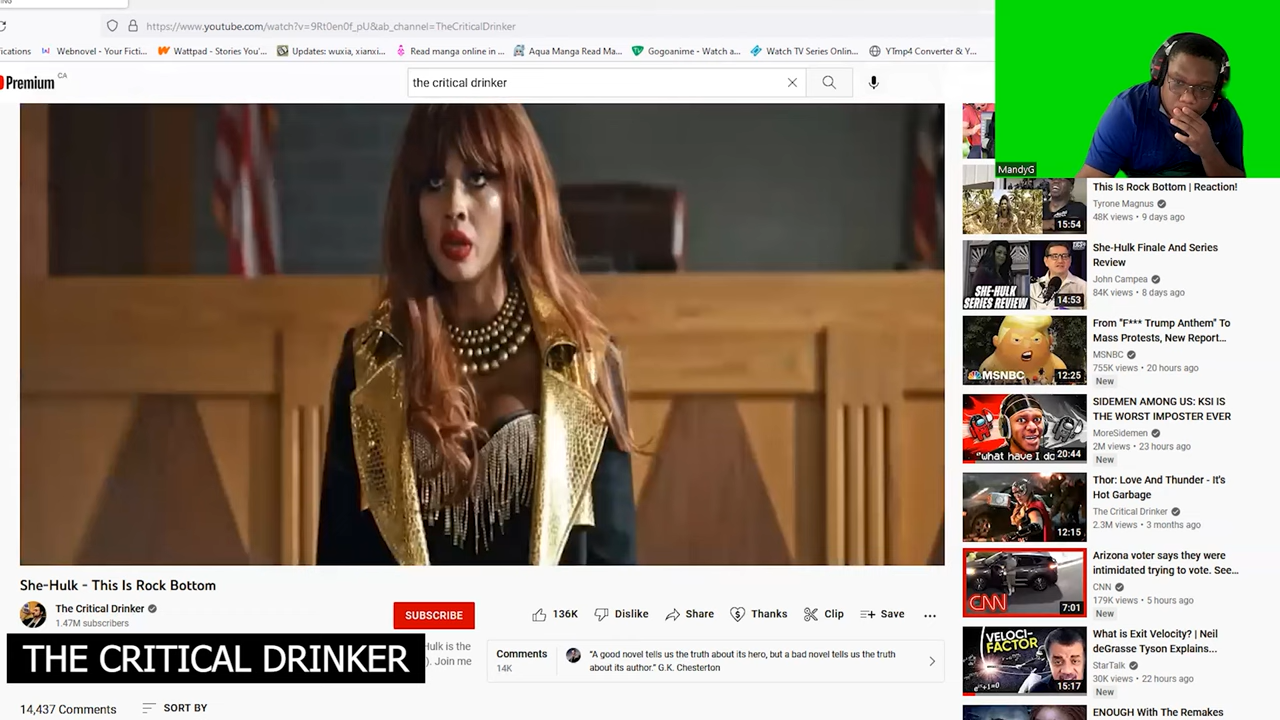 https://www.youtube.com/watch?v=9Rt0en0f_pU&ab_channel=TheCriticalDrinker
ications
Webnovel - Your Ficti...
Wattpad - Stories You'...
Updates: wuxia, xianxi...
Read manga online in ...
Aqua Manga Read Ma...
Gogoanime - Watch a...
Watch TV Series Onlin...
YTmp4 Converter & Y...
Premium CA
the critical drinker
MandyG
This Is Rock Bottom | Reaction!
Tyrone Magnus
48K views • 9 days ago
15:54
She-Hulk Finale And Series
Review
John Campea
84K views • 8 days ago
SHE-HULK
SERIES REVIEW
14:53
From "F*** Trump Anthem" To
Mass Protests, New Report...
MSNBC
755K views • 20 hours ago
New
MSNBC
12:25
SIDEMEN AMONG US: KSI IS
THE WORST IMPOSTER EVER
MoreSidemen
2M views • 23 hours ago
New
"what have I do
20:44
Thor: Love And Thunder - It's
Hot Garbage
The Critical Drinker
2.3M views • 3 months ago
12:15
Arizona voter says they were
intimidated trying to vote. See...
CNN
179K views • 5 hours ago
New
CNN
7:01
What is Exit Velocity? | Neil
deGrasse Tyson Explains...
StarTalk
30K views • 22 hours ago
New
VELOCI-
FACTOR
15:17
ENOUGH With The Remakes
She-Hulk - This Is Rock Bottom
The Critical Drinker
1.47M subscribers
SUBSCRIBE
136K
Dislike
Share
Thanks
Clip
Save
THE CRITICAL DRINKER
Hulk is the
). Join me
Comments
14K
"A good novel tells us the truth about its hero, but a bad novel tells us the truth
about its author." G.K. Chesterton
14,437 Comments
SORT BY